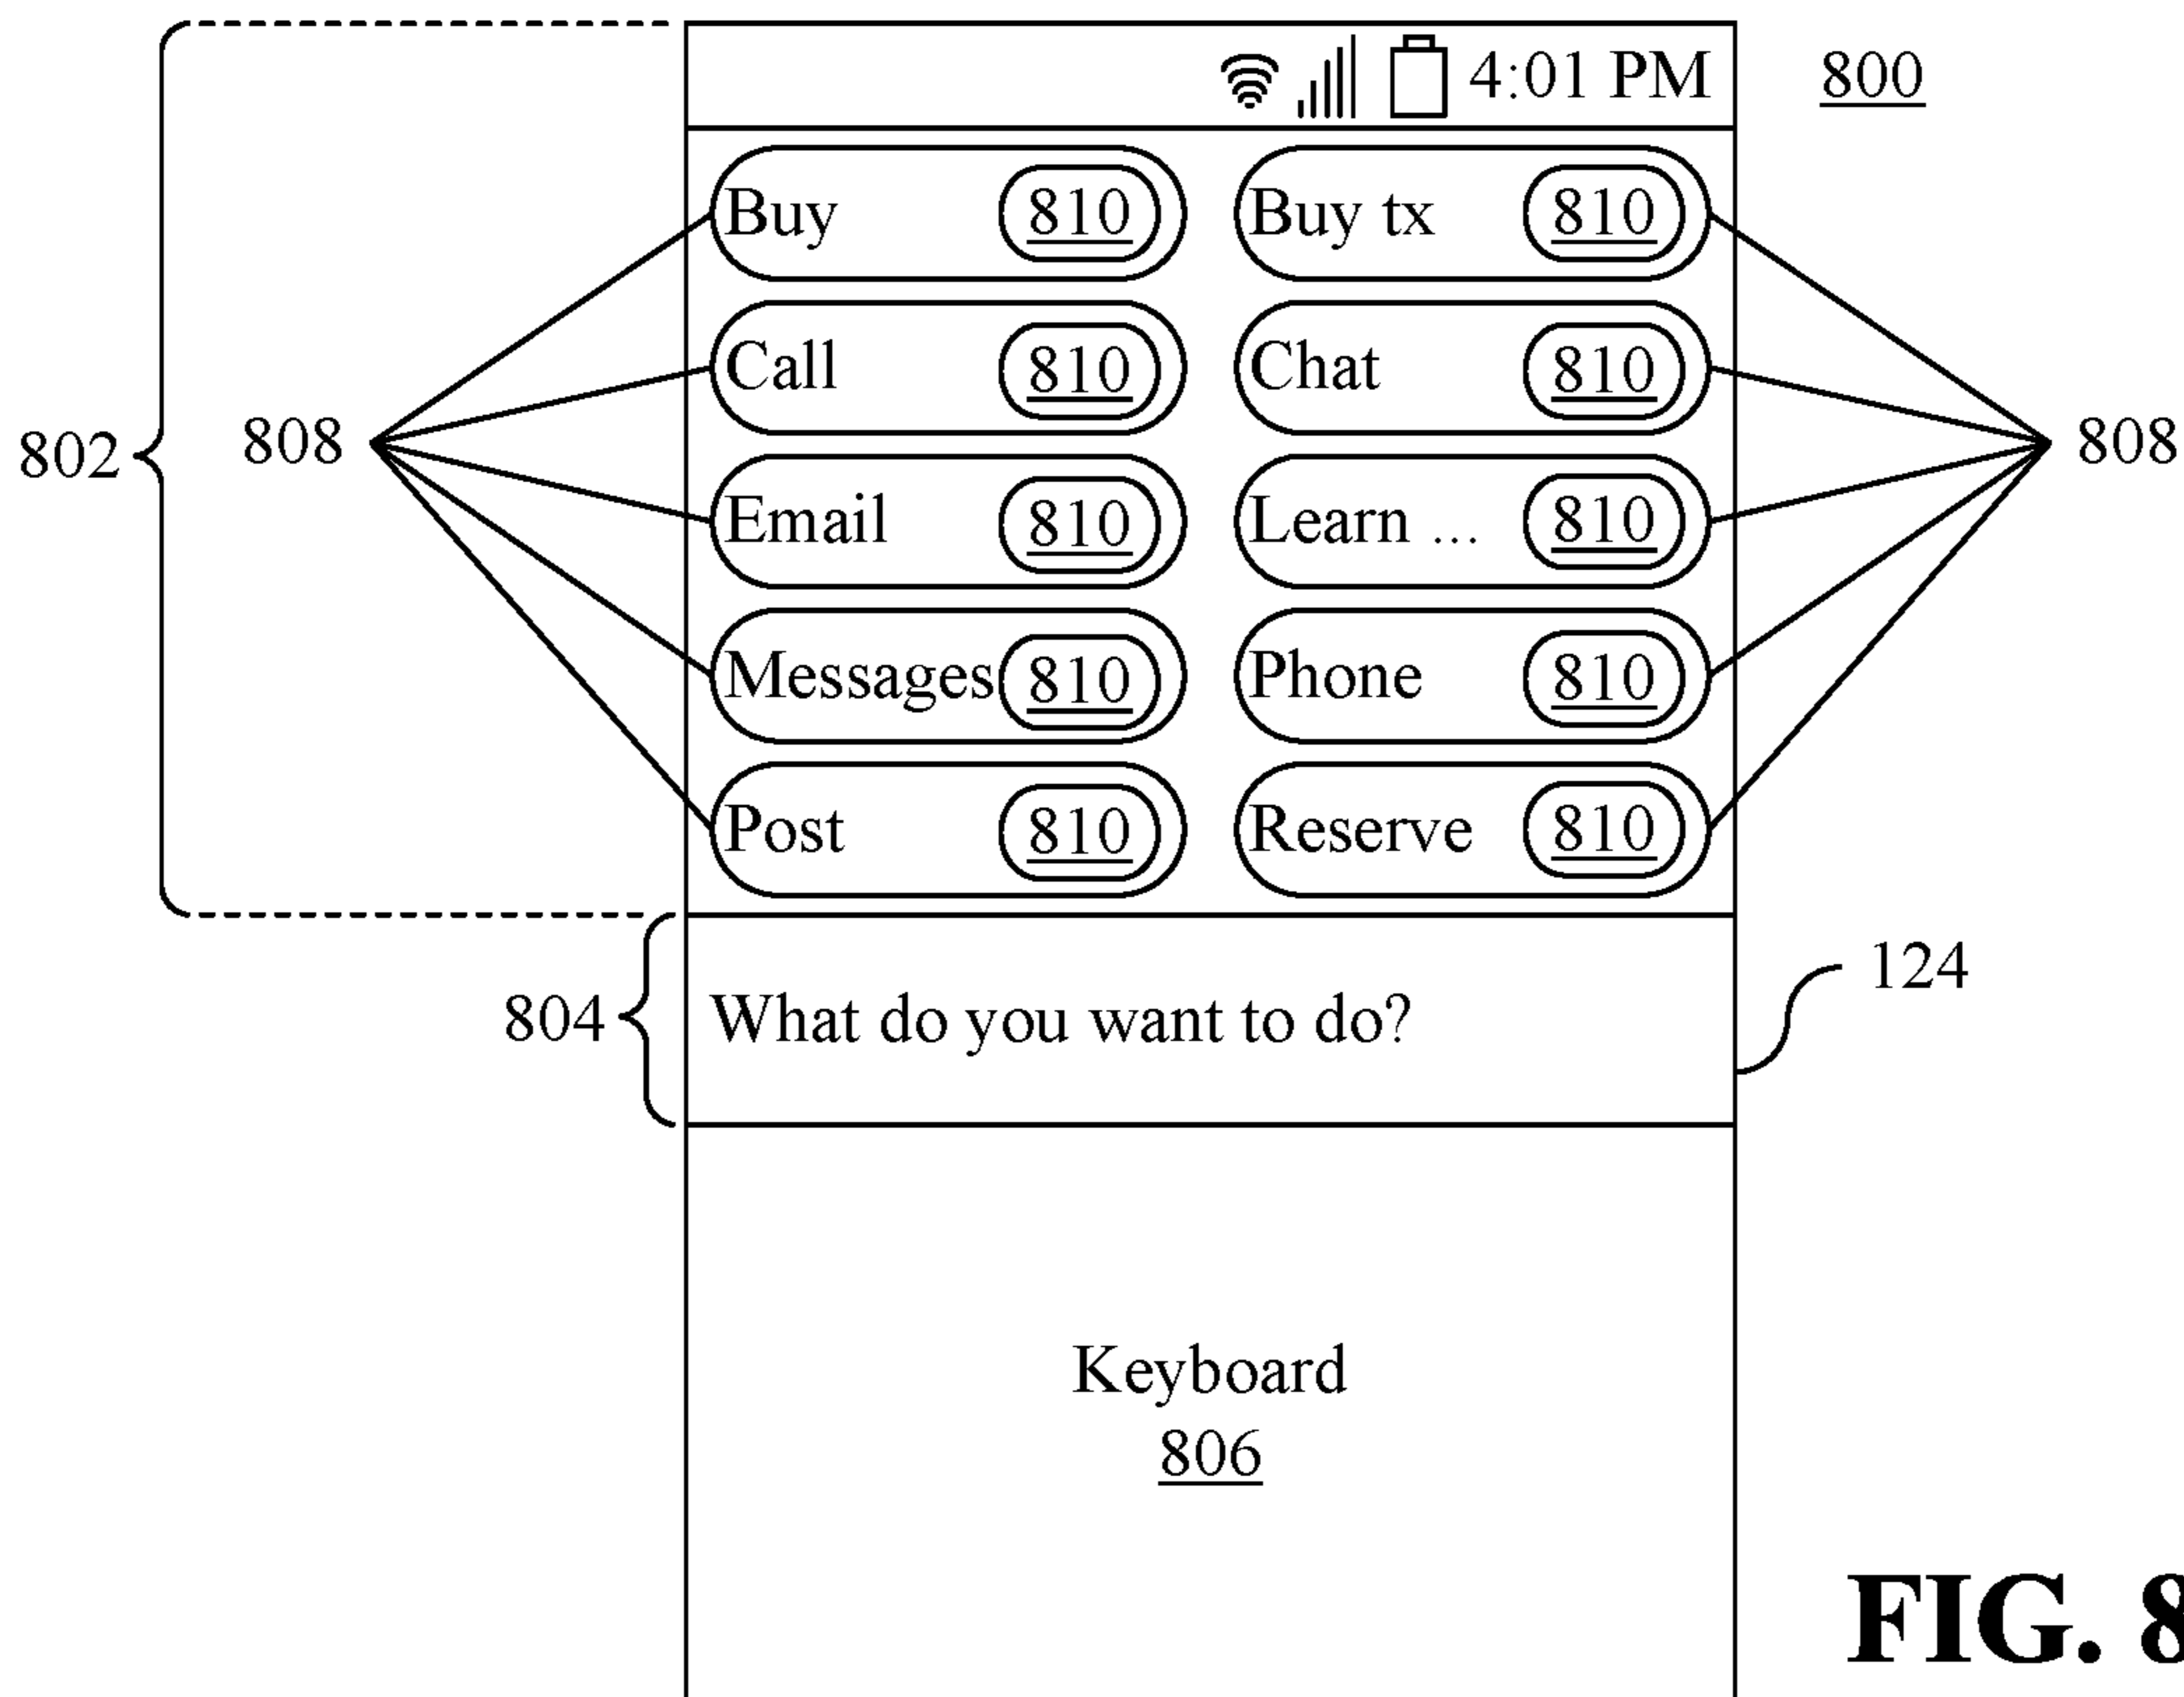 4:01 PM 800
Buy 810 Buy tx 810
Call 810 Chat 810
802 808 808
Email 810 Learn ... 810
Messages 810 Phone 810
Post 810 Reserve 810
124
804 What do you want to do?
Keyboard
806
FIG. 8